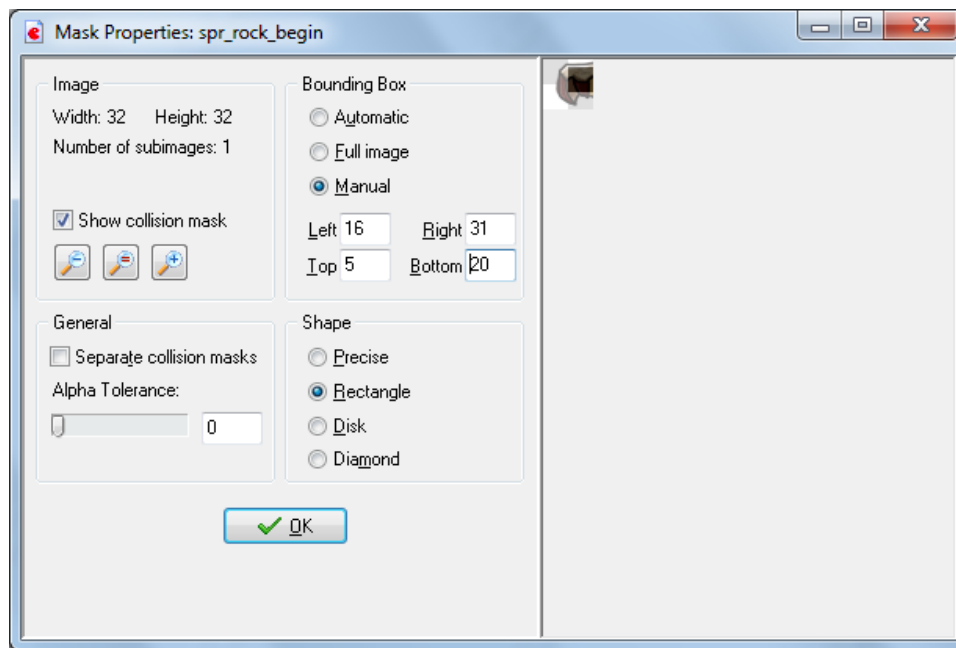 Mask Properties: spr_rock_begin
Image
Width: 32 Height: 32
Number of subimages: 1
Show collision mask
Bounding Box
Automatic
Full image
Manual
Left 16 Right 31
Top 5 Bottom 20
General
Separate collision masks
Alpha Tolerance:
0
Shape
Precise
Rectangle
Disk
Diamond
OK